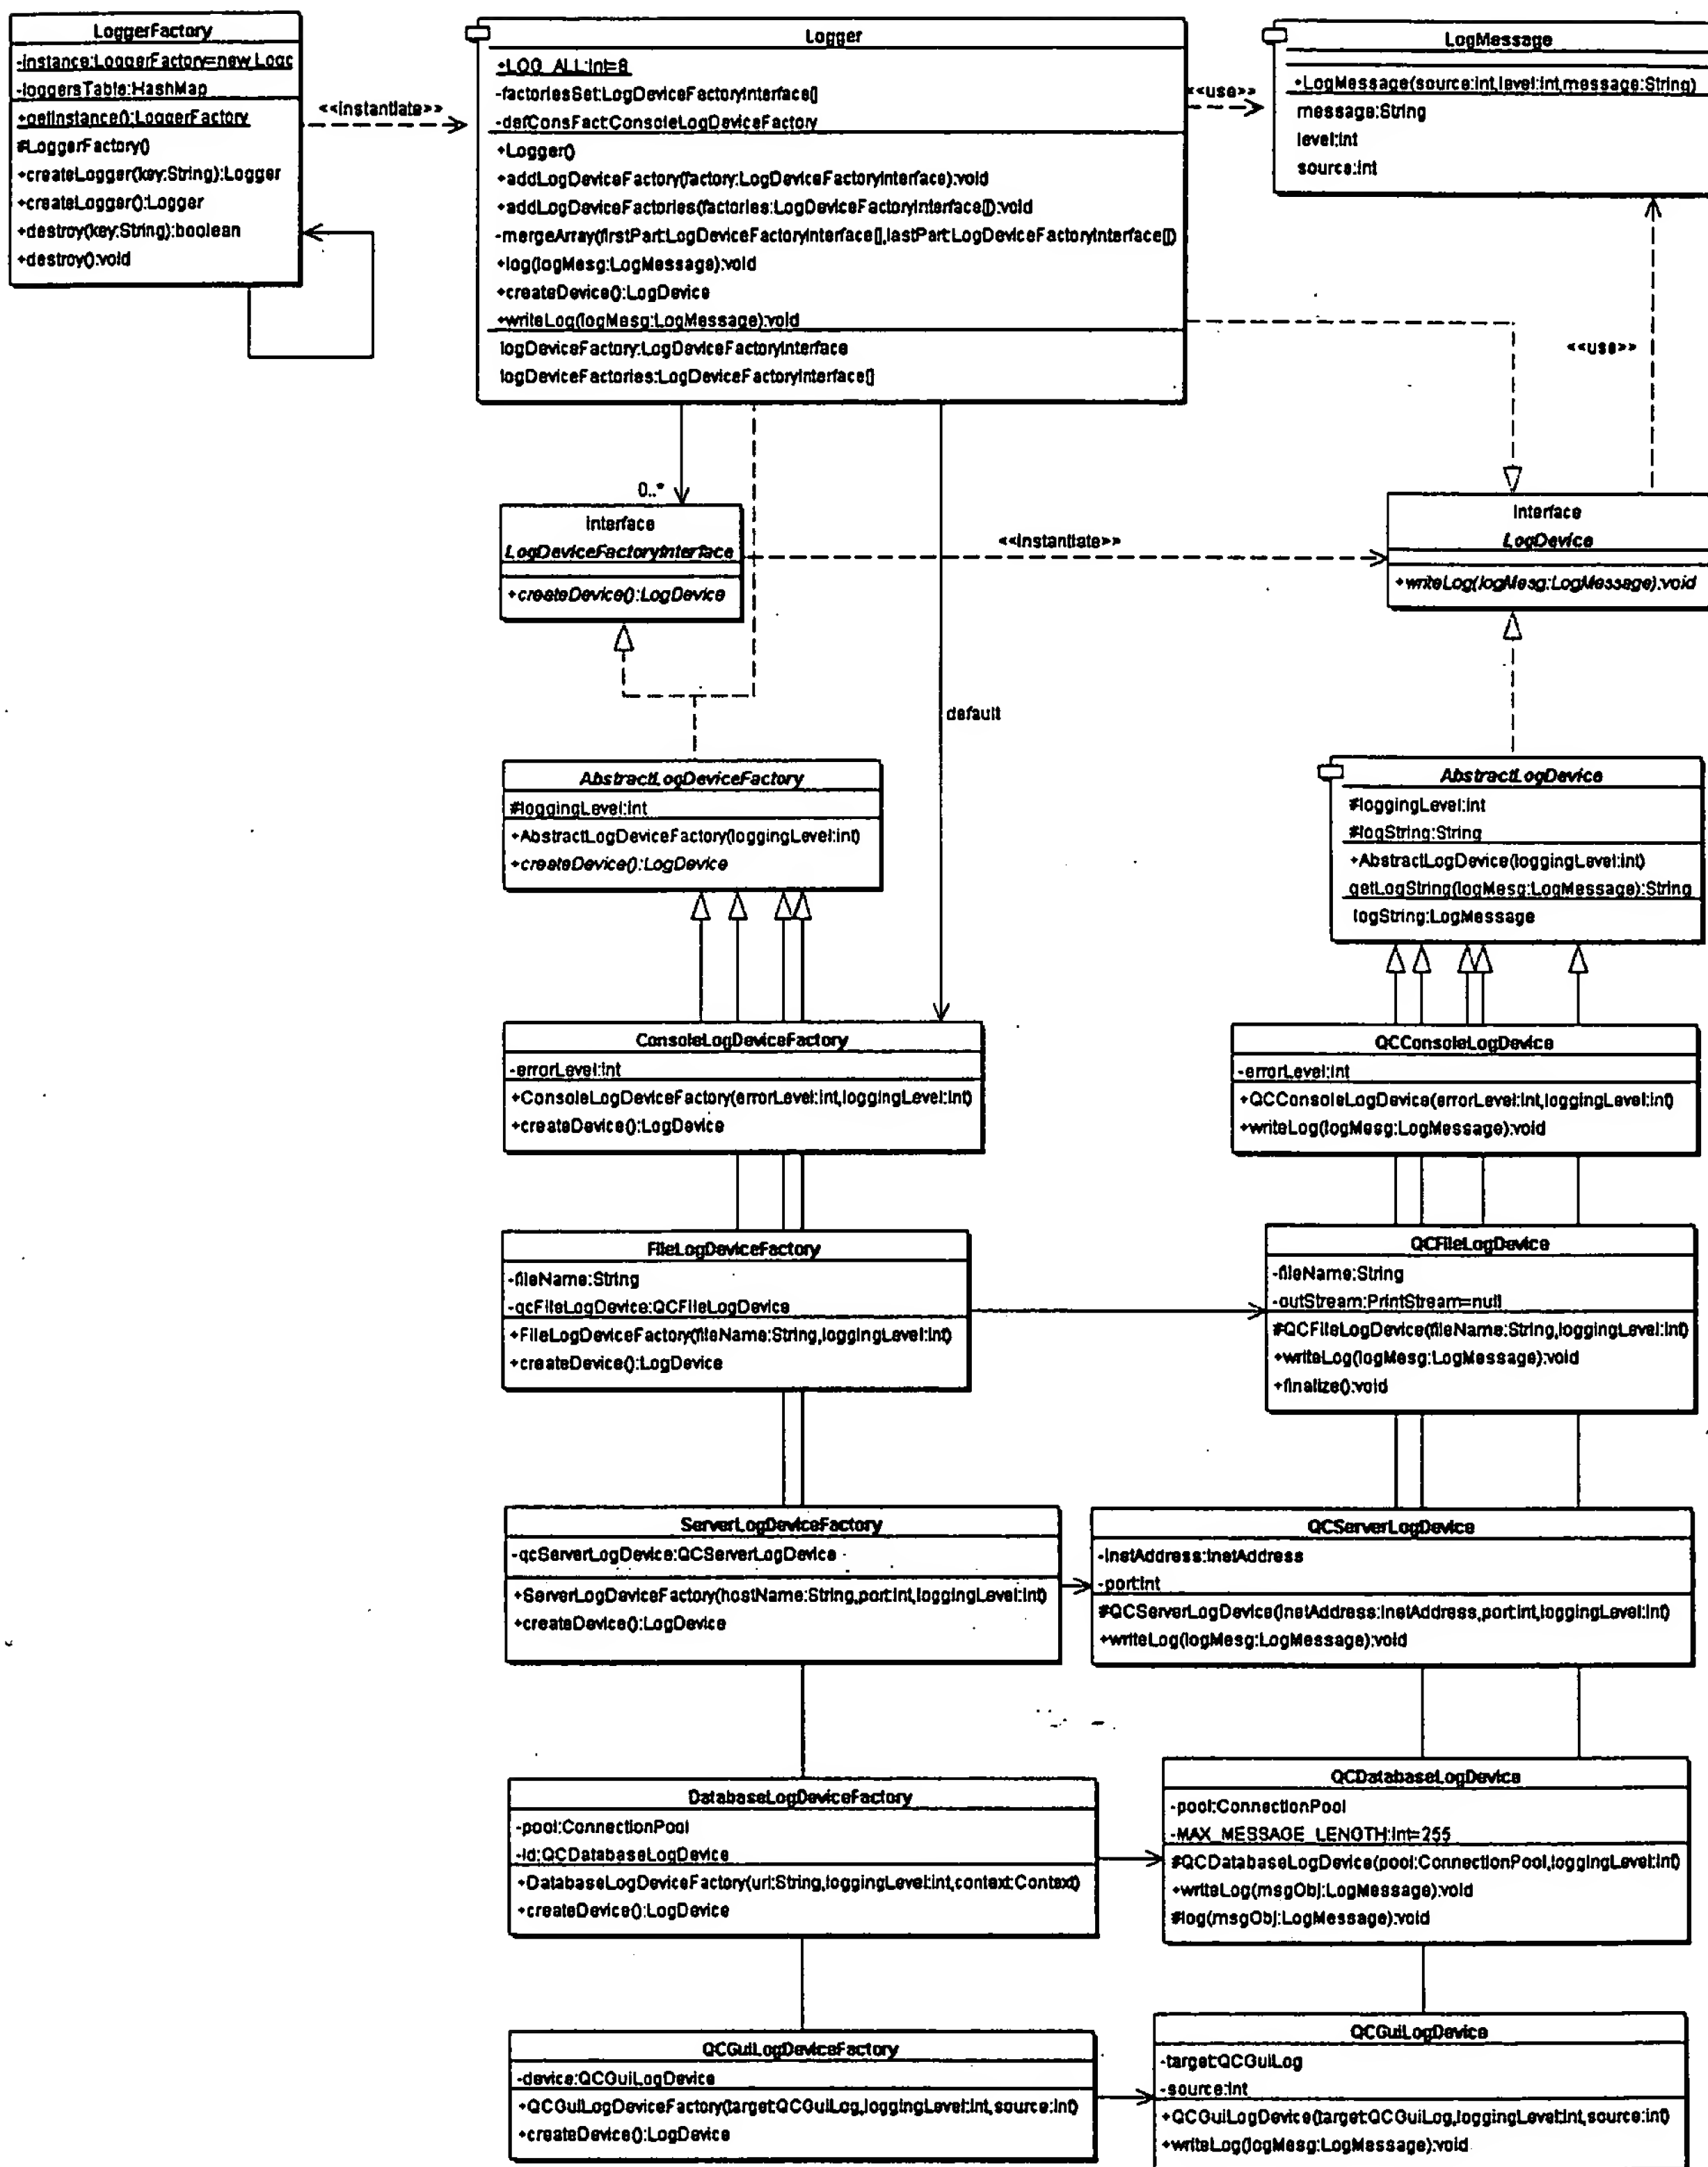 LoggerFactory
-instance:LoggerFactory=new Logg
-loggersTable:HashMap
+getInstance():LoggerFactory
#LoggerFactory()
+createLogger(key:String):Logger
+createLogger():Logger
+destroy(key:String):boolean
+destroy():void
<<instantiate>>
Logger
+LOG_ALL:int=8
-factoriesSet:LogDeviceFactoryInterface[]
-defConsFact:ConsoleLogDeviceFactory
+Logger()
+addLogDeviceFactory(factory:LogDeviceFactoryInterface):void
+addLogDeviceFactories(factories:LogDeviceFactoryInterface[]):void
-mergeArray(firstPart:LogDeviceFactoryInterface[],lastPart:LogDeviceFactoryInterface[])
+log(logMesg:LogMessage):void
+createDevice():LogDevice
+writeLog(logMesg:LogMessage):void
logDeviceFactory:LogDeviceFactoryInterface
logDeviceFactories:LogDeviceFactoryInterface[]
<<use>>
LogMessage
+LogMessage(source:int,level:int,message:String)
message:String
level:int
source:int
<<use>>
0..*
interface
LogDeviceFactoryInterface
+createDevice():LogDevice
<<instantiate>>
interface
LogDevice
+writeLog(logMesg:LogMessage):void
default
AbstractLogDeviceFactory
#loggingLevel:int
+AbstractLogDeviceFactory(loggingLevel:int)
+createDevice():LogDevice
AbstractLogDevice
#loggingLevel:int
#logString:String
+AbstractLogDevice(loggingLevel:int)
getLogString(logMesg:LogMessage):String
logString:LogMessage
ConsoleLogDeviceFactory
-errorLevel:int
+ConsoleLogDeviceFactory(errorLevel:int,loggingLevel:int)
+createDevice():LogDevice
QCConsoleLogDevice
-errorLevel:int
+QCConsoleLogDevice(errorLevel:int,loggingLevel:int)
+writeLog(logMesg:LogMessage):void
FileLogDeviceFactory
-fileName:String
-qcFileLogDevice:QCFileLogDevice
+FileLogDeviceFactory(fileName:String,loggingLevel:int)
+createDevice():LogDevice
QCFileLogDevice
-fileName:String
-outStream:PrintStream=null
#QCFileLogDevice(fileName:String,loggingLevel:int)
+writeLog(logMesg:LogMessage):void
+finalize():void
ServerLogDeviceFactory
-qcServerLogDevice:QCServerLogDevice
+ServerLogDeviceFactory(hostName:String,port:int,loggingLevel:int)
+createDevice():LogDevice
QCServerLogDevice
-inetAddress:InetAddress
-port:int
#QCServerLogDevice(inetAddress:InetAddress,port:int,loggingLevel:int)
+writeLog(logMesg:LogMessage):void
DatabaseLogDeviceFactory
-pool:ConnectionPool
-ld:QCDatabaseLogDevice
+DatabaseLogDeviceFactory(url:String,loggingLevel:int,context:Context)
+createDevice():LogDevice
QCDatabaseLogDevice
-pool:ConnectionPool
-MAX_MESSAGE_LENGTH:int=255
#QCDatabaseLogDevice(pool:ConnectionPool,loggingLevel:int)
+writeLog(msgObj:LogMessage):void
#log(msgObj:LogMessage):void
QCGuiLogDeviceFactory
-device:QCGuiLogDevice
+QCGuiLogDeviceFactory(target:QCGuiLog,loggingLevel:int,source:int)
+createDevice():LogDevice
QCGuiLogDevice
-target:QCGuiLog
-source:int
+QCGuiLogDevice(target:QCGuiLog,loggingLevel:int,source:int)
+writeLog(logMesg:LogMessage):void